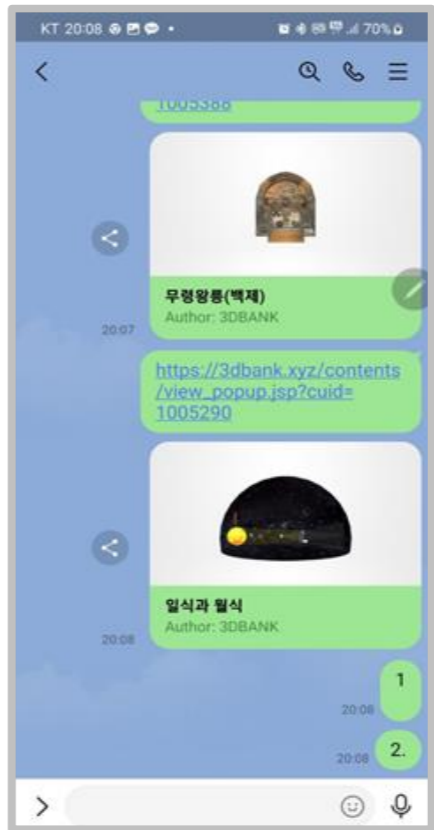 KT 20:08
70%
1005388
무령왕릉(백제)
Author: 3DBANK
20:07
https://3dbank.xyz/contents
/view_popup.jsp?cuid=
1005290
일식과 월식
Author: 3DBANK
20:08
1
20:08
2.
20:08